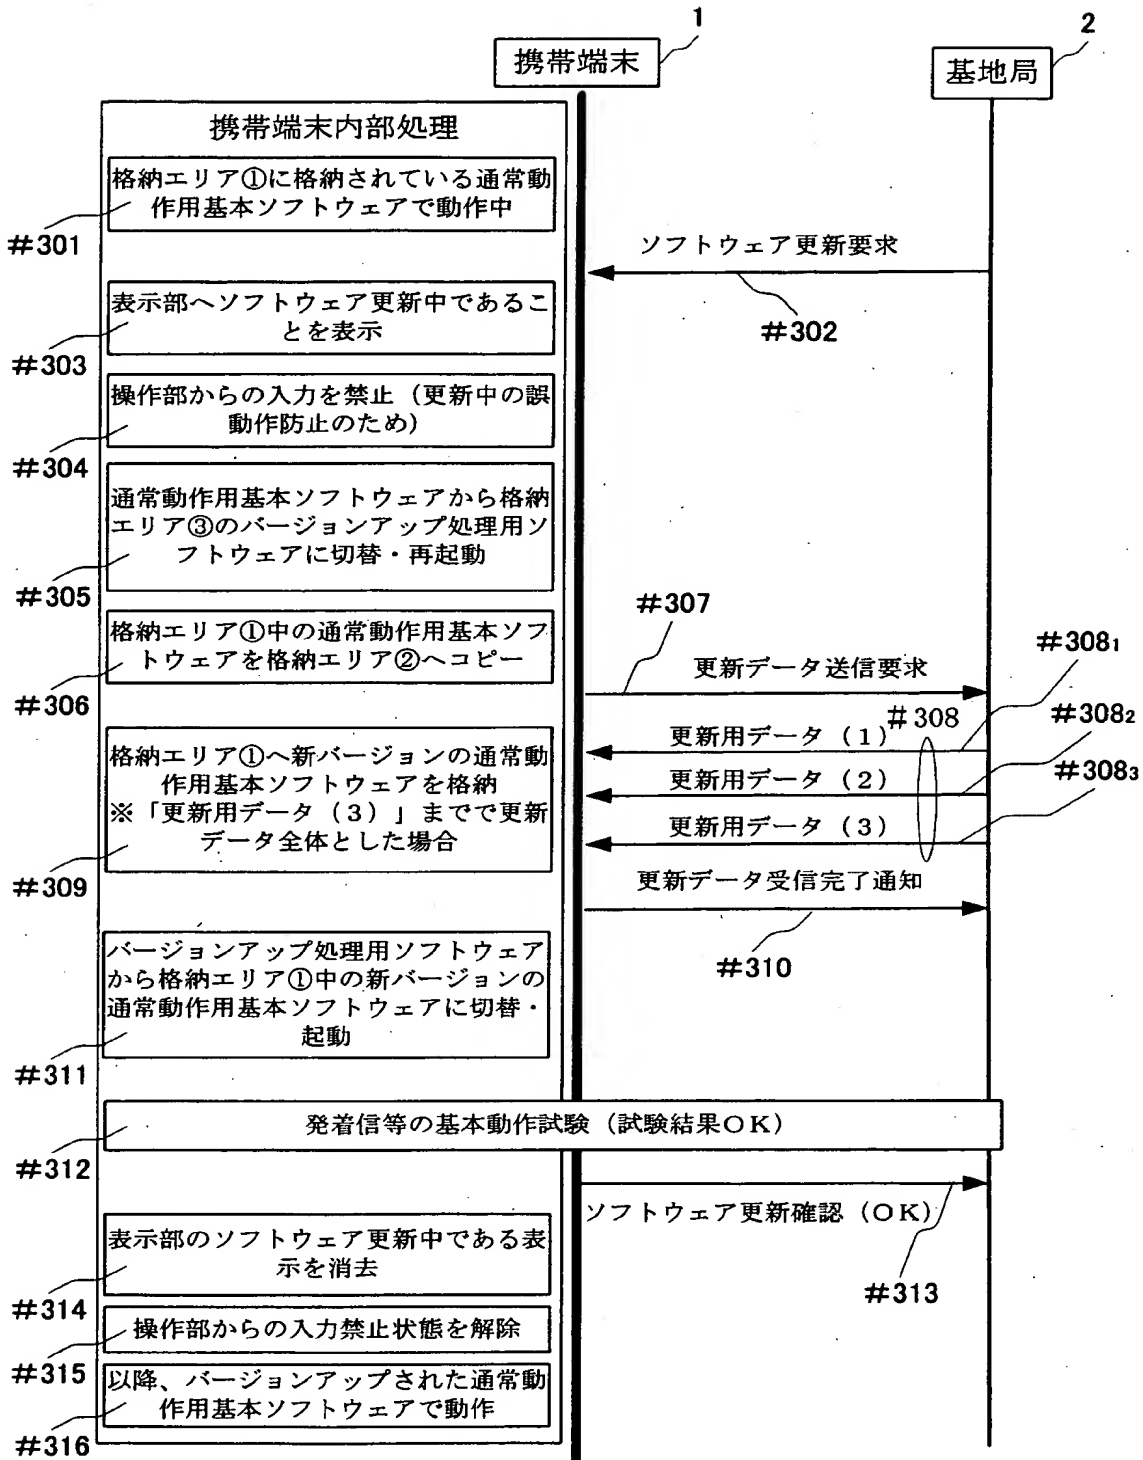 1
携帯端末
2
基地局
携帯端末内部処理
格納エリア①に格納されている通常動
作用基本ソフトウェアで動作中
#301
ソフトウェア更新要求
#302
表示部へソフトウェア更新中であるこ
とを表示
#303
操作部からの入力を禁止（更新中の誤
動作防止のため）
#304
通常動作用基本ソフトウェアから格納
エリア③のバージョンアップ処理用ソ
フトウェアに切替・再起動
#305
格納エリア①中の通常動作用基本ソフ
トウェアを格納エリア②へコピー
#306
#307
更新データ送信要求
#308
#308₁
更新用データ（1）
#308₂
更新用データ（2）
#308₃
更新用データ（3）
格納エリア①へ新バージョンの通常動
作用基本ソフトウェアを格納
※「更新用データ（3）」までで更新
データ全体とした場合
#309
更新データ受信完了通知
#310
バージョンアップ処理用ソフトウェア
から格納エリア①中の新バージョンの
通常動作用基本ソフトウェアに切替・
起動
#311
発着信等の基本動作試験（試験結果OK）
#312
ソフトウェア更新確認（OK）
#313
表示部のソフトウェア更新中である表
示を消去
#314
操作部からの入力禁止状態を解除
#315
以降、バージョンアップされた通常動
作用基本ソフトウェアで動作
#316